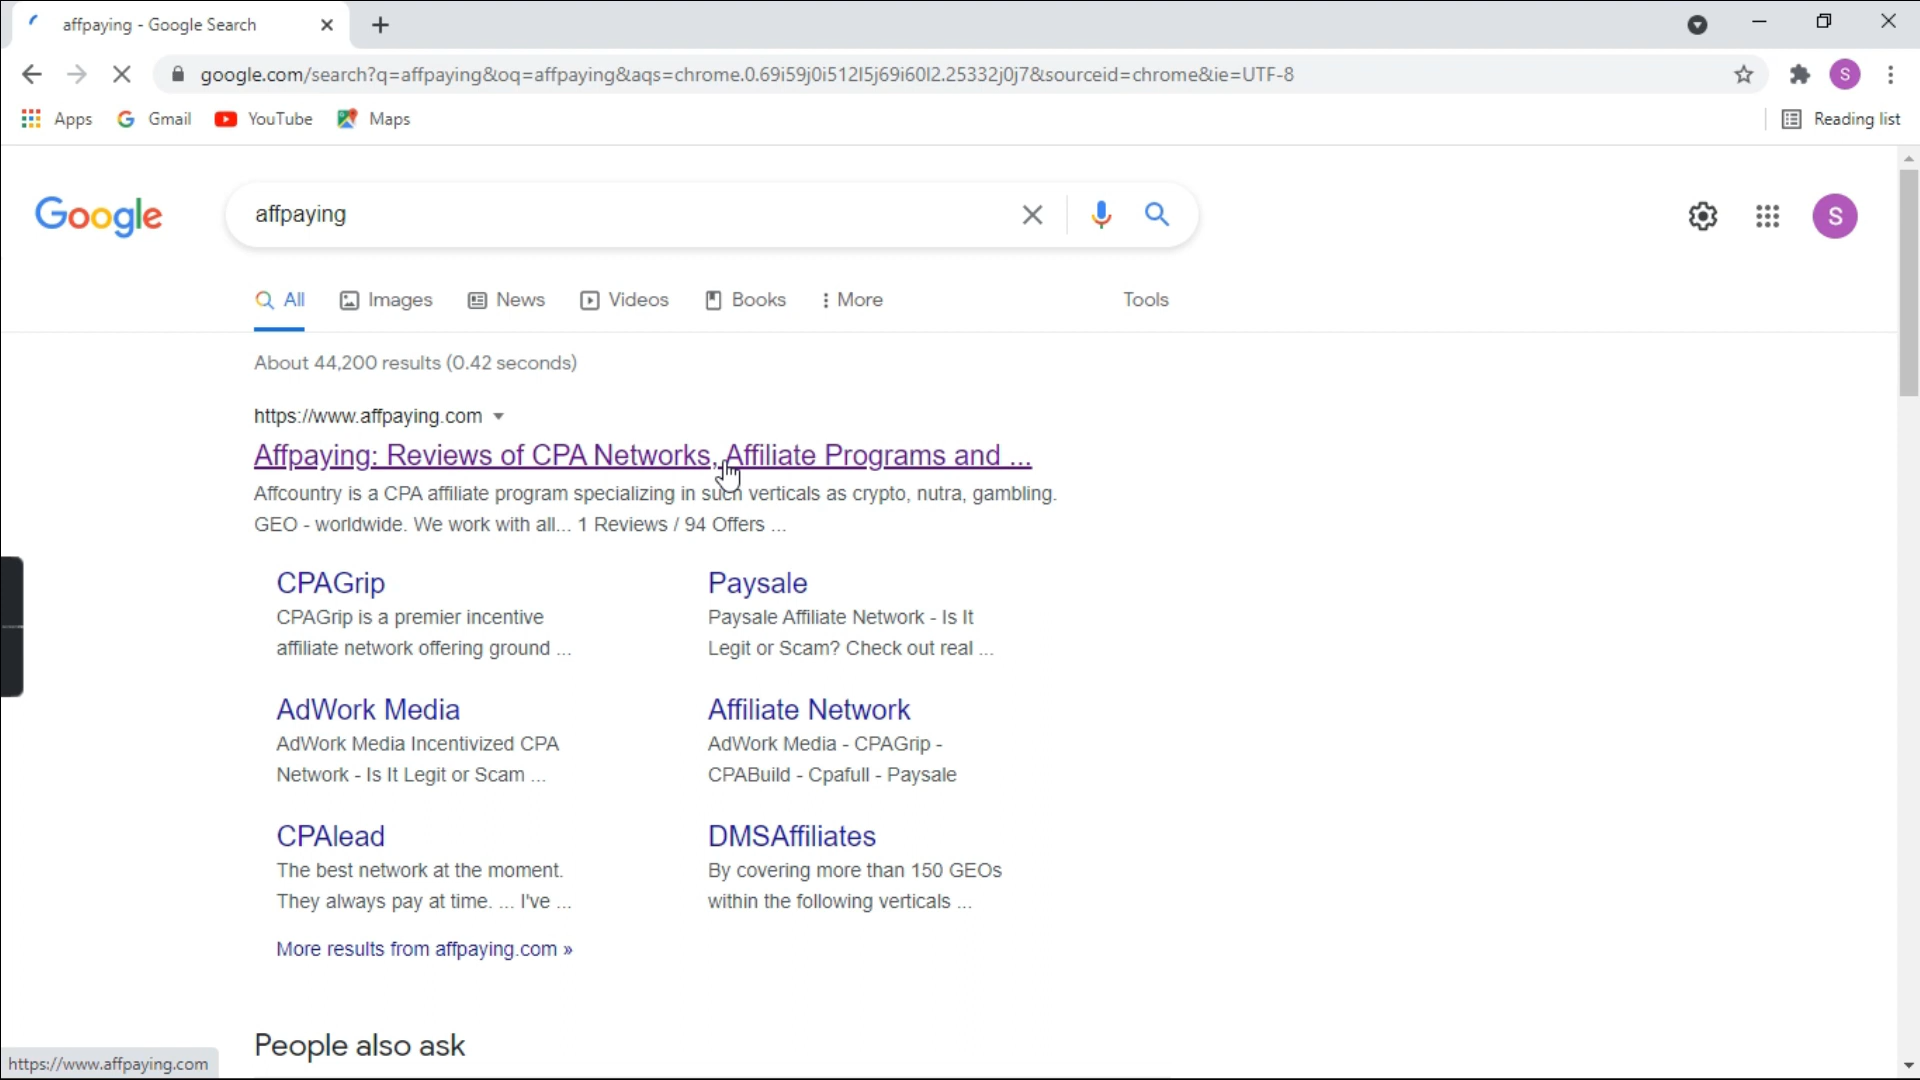 affpaying - Google Search
google.com/search?q=affpaying&oq=affpaying&aqs=chrome.0.69i59j0i512l5j69i60l2.25332j0j7&sourceid=chrome&ie=UTF-8
S
Apps
Gmail
YouTube
Maps
Reading list
Google
affpaying
S
All
Images
News
Videos
Books
More
Tools
About 44,200 results (0.42 seconds)
https://www.affpaying.com
Affpaying: Reviews of CPA Networks, Affiliate Programs and ...
Affcountry is a CPA affiliate program specializing in such verticals as crypto, nutra, gambling.
GEO - worldwide. We work with all... 1 Reviews / 94 Offers ...
CPAGrip
CPAGrip is a premier incentive
affiliate network offering ground ...
Paysale
Paysale Affiliate Network - Is It
Legit or Scam? Check out real ...
AdWork Media
AdWork Media Incentivized CPA
Network - Is It Legit or Scam ...
Affiliate Network
AdWork Media - CPAGrip -
CPABuild - Cpafull - Paysale
CPAlead
The best network at the moment.
They always pay at time. ... I've ...
DMSAffiliates
By covering more than 150 GEOs
within the following verticals ...
More results from affpaying.com »
People also ask
https://www.affpaying.com